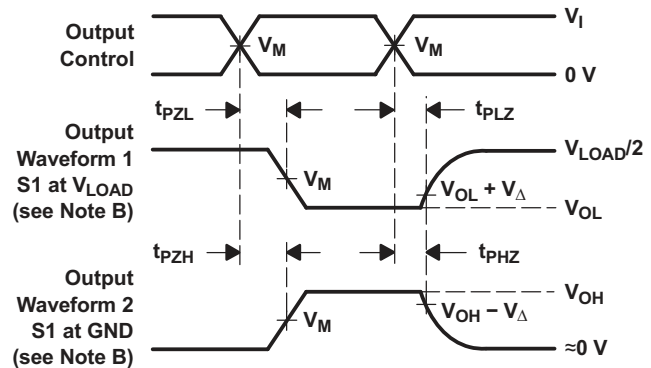 Output
Control
V_M
V_M
V_I
0 V
t_PZL
t_PLZ
Output
Waveform 1
S1 at V_LOAD
(see Note B)
V_M
V_LOAD/2
V_OL + V_Δ
V_OL
t_PZH
t_PHZ
Output
Waveform 2
S1 at GND
(see Note B)
V_M
V_OH
V_OH − V_Δ
≈0 V